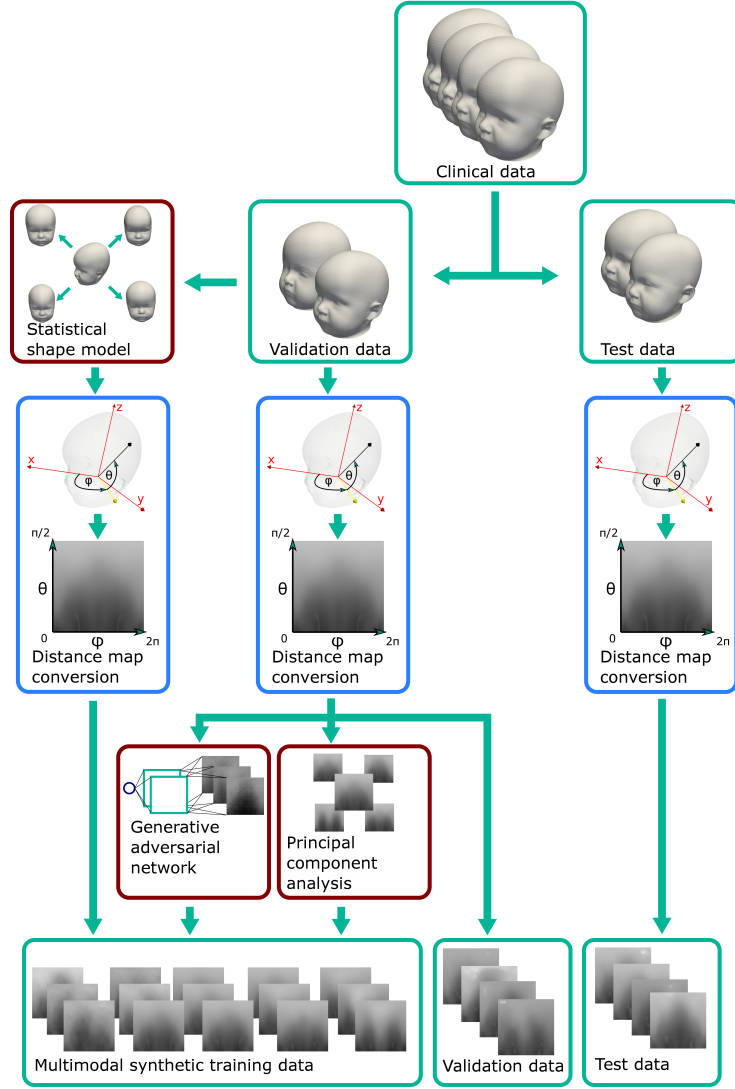 Clinical data
Statistical
shape model
Validation data
Test data
z
x
φ
θ
y
π/2
θ
0
φ
2π
Distance map
conversion
z
x
φ
θ
y
π/2
θ
0
φ
2π
Distance map
conversion
z
x
φ
θ
y
π/2
θ
0
φ
2π
Distance map
conversion
Generative
adversarial
network
Principal
component
analysis
Multimodal synthetic training data
Validation data
Test data